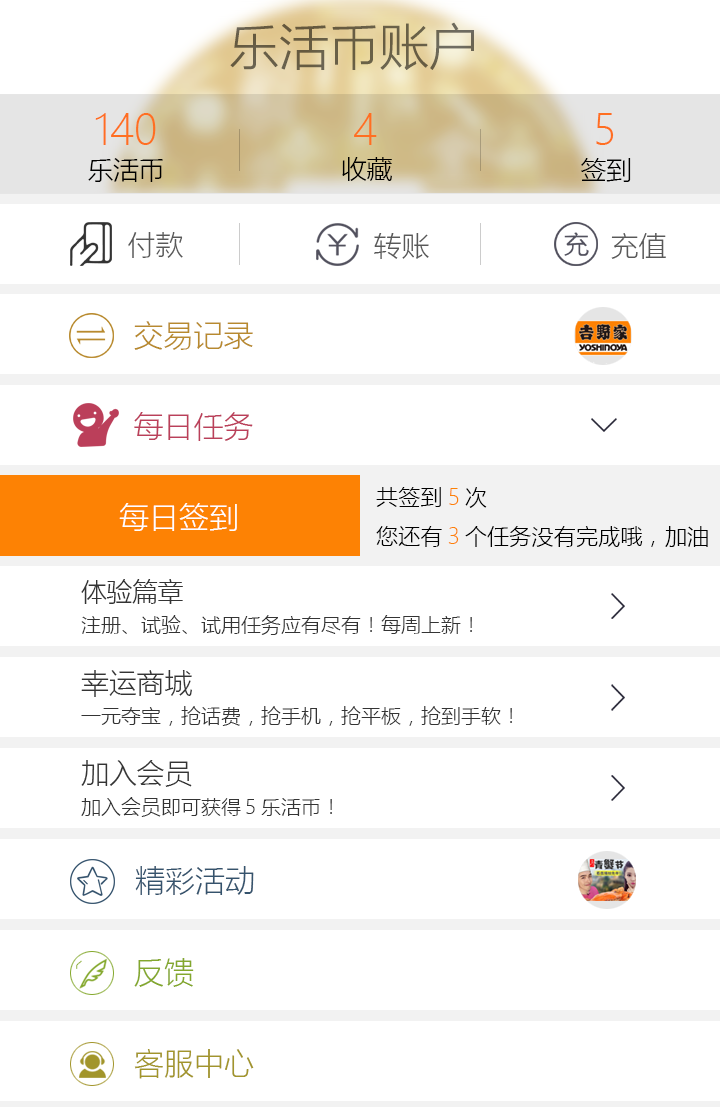 乐活币账户
140 4 5
乐活币 收藏 签到
付款 转账 充 充值
交易记录
吉野家
YOSHINOYA
每日任务
每日签到
共签到 5 次
您还有 3 个任务没有完成哦，加油
体验篇章
注册、试验、试用任务应有尽有！每周上新！
幸运商城
一元夺宝，抢话费，抢手机，抢平板，抢到手软！
加入会员
加入会员即可获得 5 乐活币！
精彩活动
青蟹节
反馈
客服中心